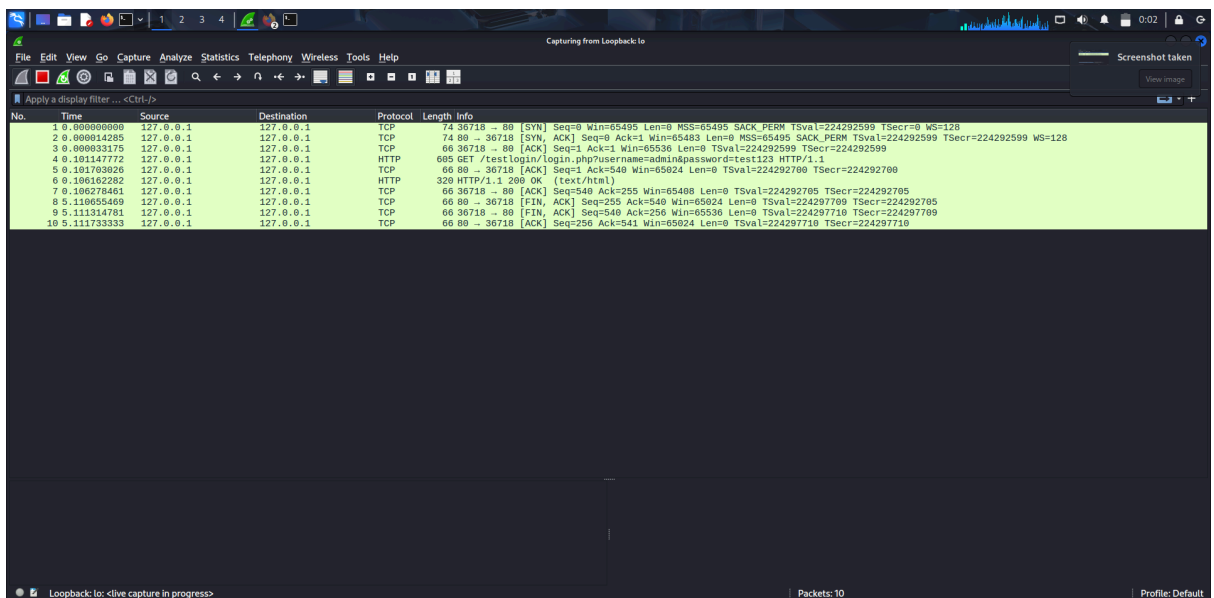 1 2 3 4 0:02
Capturing from Loopback: lo
File Edit View Go Capture Analyze Statistics Telephony Wireless Tools Help
Screenshot taken
View image
Apply a display filter ... <Ctrl-/>
No. Time Source Destination Protocol Length Info
1 0.000000000 127.0.0.1 127.0.0.1 TCP 74 36718 → 80 [SYN] Seq=0 Win=65495 Len=0 MSS=65495 SACK_PERM TSval=224292599 TSecr=0 WS=128
2 0.000014285 127.0.0.1 127.0.0.1 TCP 74 80 → 36718 [SYN, ACK] Seq=0 Ack=1 Win=65483 Len=0 MSS=65495 SACK_PERM TSval=224292599 TSecr=224292599 WS=128
3 0.000033175 127.0.0.1 127.0.0.1 TCP 66 36718 → 80 [ACK] Seq=1 Ack=1 Win=65536 Len=0 TSval=224292599 TSecr=224292599
4 0.101147772 127.0.0.1 127.0.0.1 HTTP 605 GET /testlogin/login.php?username=admin&password=test123 HTTP/1.1
5 0.101703026 127.0.0.1 127.0.0.1 TCP 66 80 → 36718 [ACK] Seq=1 Ack=540 Win=65024 Len=0 TSval=224292700 TSecr=224292700
6 0.106162282 127.0.0.1 127.0.0.1 HTTP 320 HTTP/1.1 200 OK (text/html)
7 0.106278461 127.0.0.1 127.0.0.1 TCP 66 36718 → 80 [ACK] Seq=540 Ack=255 Win=65408 Len=0 TSval=224292705 TSecr=224292705
8 5.110655469 127.0.0.1 127.0.0.1 TCP 66 80 → 36718 [FIN, ACK] Seq=255 Ack=540 Win=65024 Len=0 TSval=224297709 TSecr=224292705
9 5.111314781 127.0.0.1 127.0.0.1 TCP 66 36718 → 80 [FIN, ACK] Seq=540 Ack=256 Win=65536 Len=0 TSval=224297710 TSecr=224297709
10 5.111733333 127.0.0.1 127.0.0.1 TCP 66 80 → 36718 [ACK] Seq=256 Ack=541 Win=65024 Len=0 TSval=224297710 TSecr=224297710
Loopback: lo: <live capture in progress> Packets: 10 Profile: Default